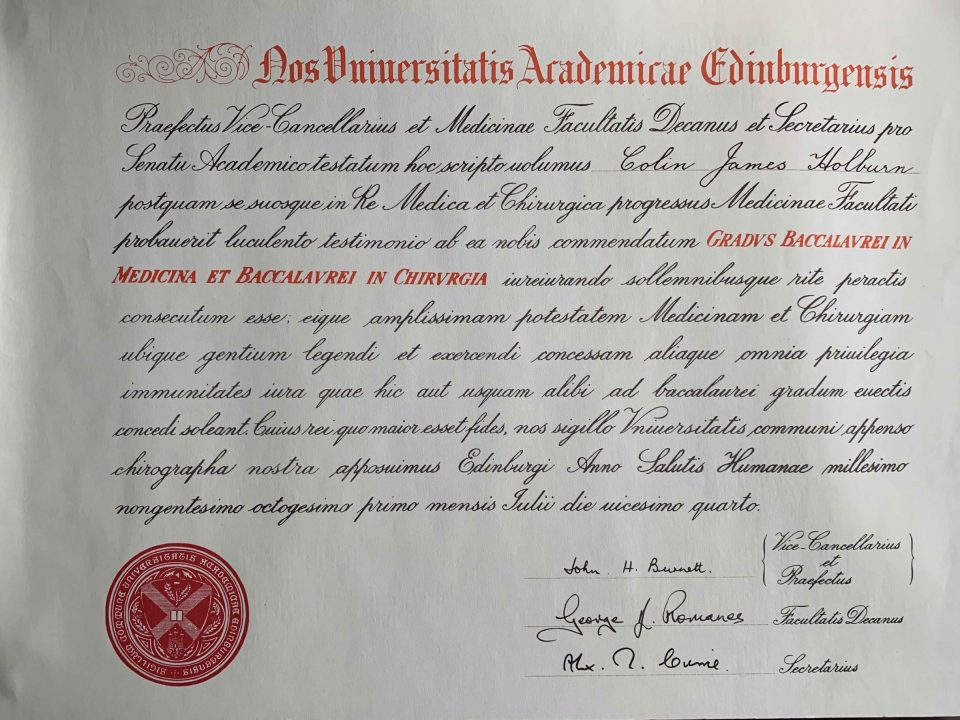 Nos Vniuersitatis Academicae Edinburgensis
Praefectus Vice-Cancellarius et Medicinae Facultatis Decanus et Secretarius pro
Senatu Academico testatum hoc scripto uolumus Colin James Holburn
postquam se suosque in Re Medica et Chirurgica progressus Medicinae Facultati
probauerit luculento testimonio ab ea nobis commendatum GRADVS BACCALAVREI IN
MEDICINA ET BACCALAVREI IN CHIRVRGIA iureiurando sollemnibusque rite peractis
consecutum esse; eique amplissimam potestatem Medicinam et Chirurgiam
ubique gentium legendi et exercendi concessam aliaque omnia priuilegia
immunitates iura quae hic aut usquam alibi ad baccalaurei gradum euectis
concedi soleant. Cuius rei quo maior esset fides, nos sigillo Vniuersitatis communi appenso
chirographa nostra apposuimus Edinburgi Anno Salutis Humanae millesimo
nongentesimo octogesimo primo mensis Iulii die uicesimo quarto.
John H. Burnett.
Vice-Cancellarius
et
Praefectus
George J. Romanes
Facultatis Decanus
Alex. M. Currie.
Secretarius
SIGILLUM COMMUNE UNIVERSITATIS ACADEMICAE EDINBURGENSIS